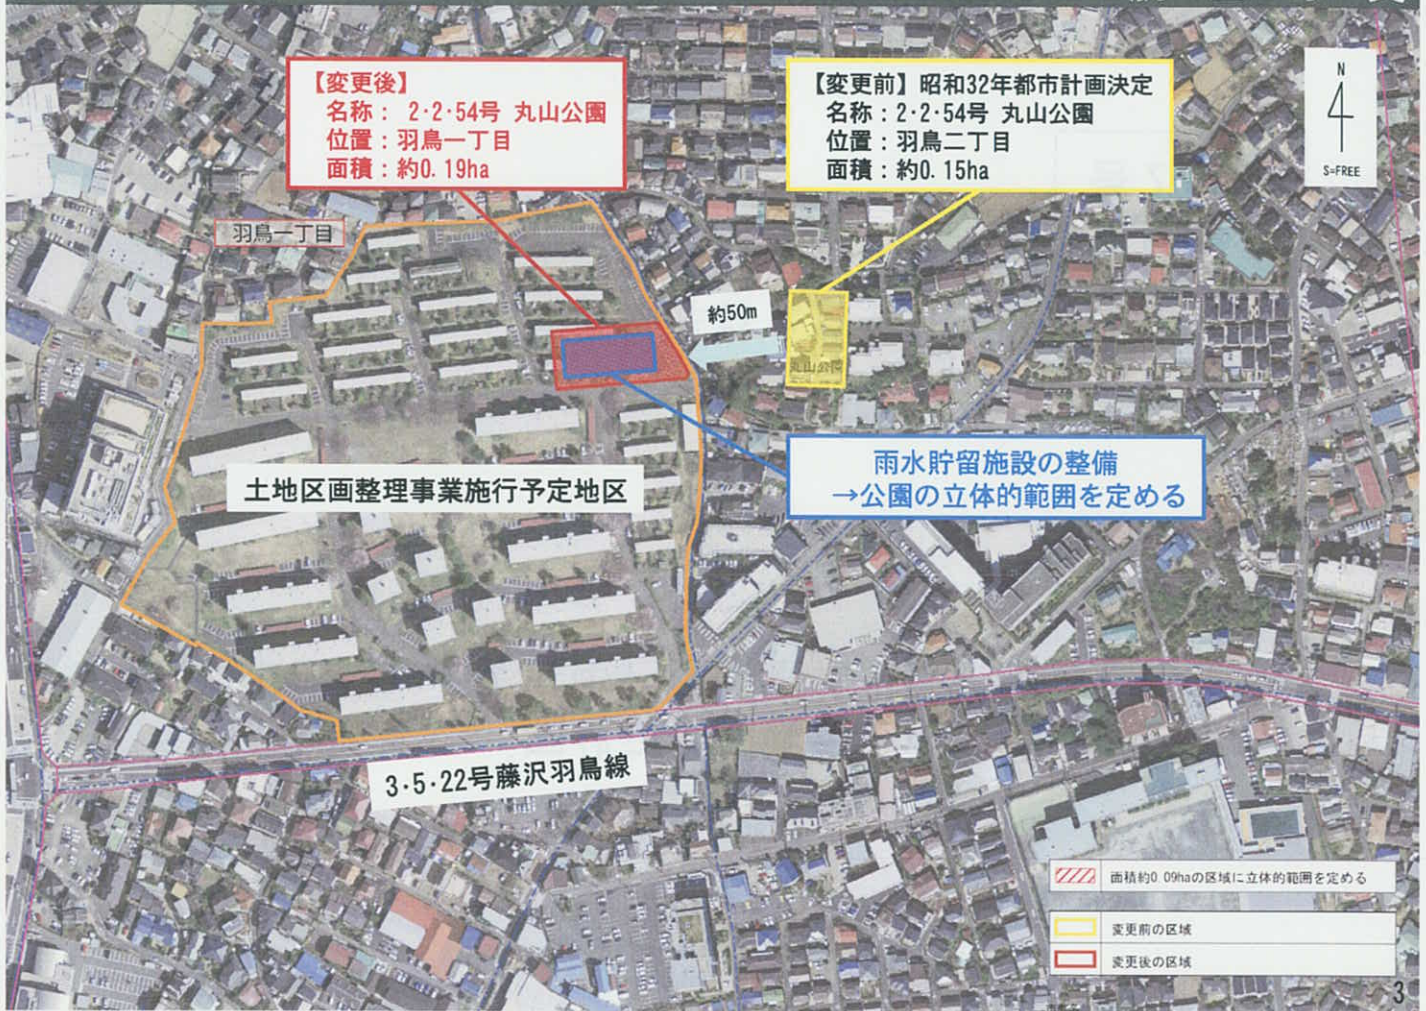 【変更後】
名称： 2・2・54号 丸山公園
位置：羽鳥一丁目
面積：約0.19ha
【変更前】昭和32年都市計画決定
名称：2・2・54号 丸山公園
位置：羽鳥二丁目
面積：約0.15ha
N
S=FREE
羽鳥一丁目
約50m
丸山公園
雨水貯留施設の整備
→公園の立体的範囲を定める
土地区画整理事業施行予定地区
3・5・22号藤沢羽鳥線
面積約0.09haの区域に立体的範囲を定める
変更前の区域
変更後の区域
3